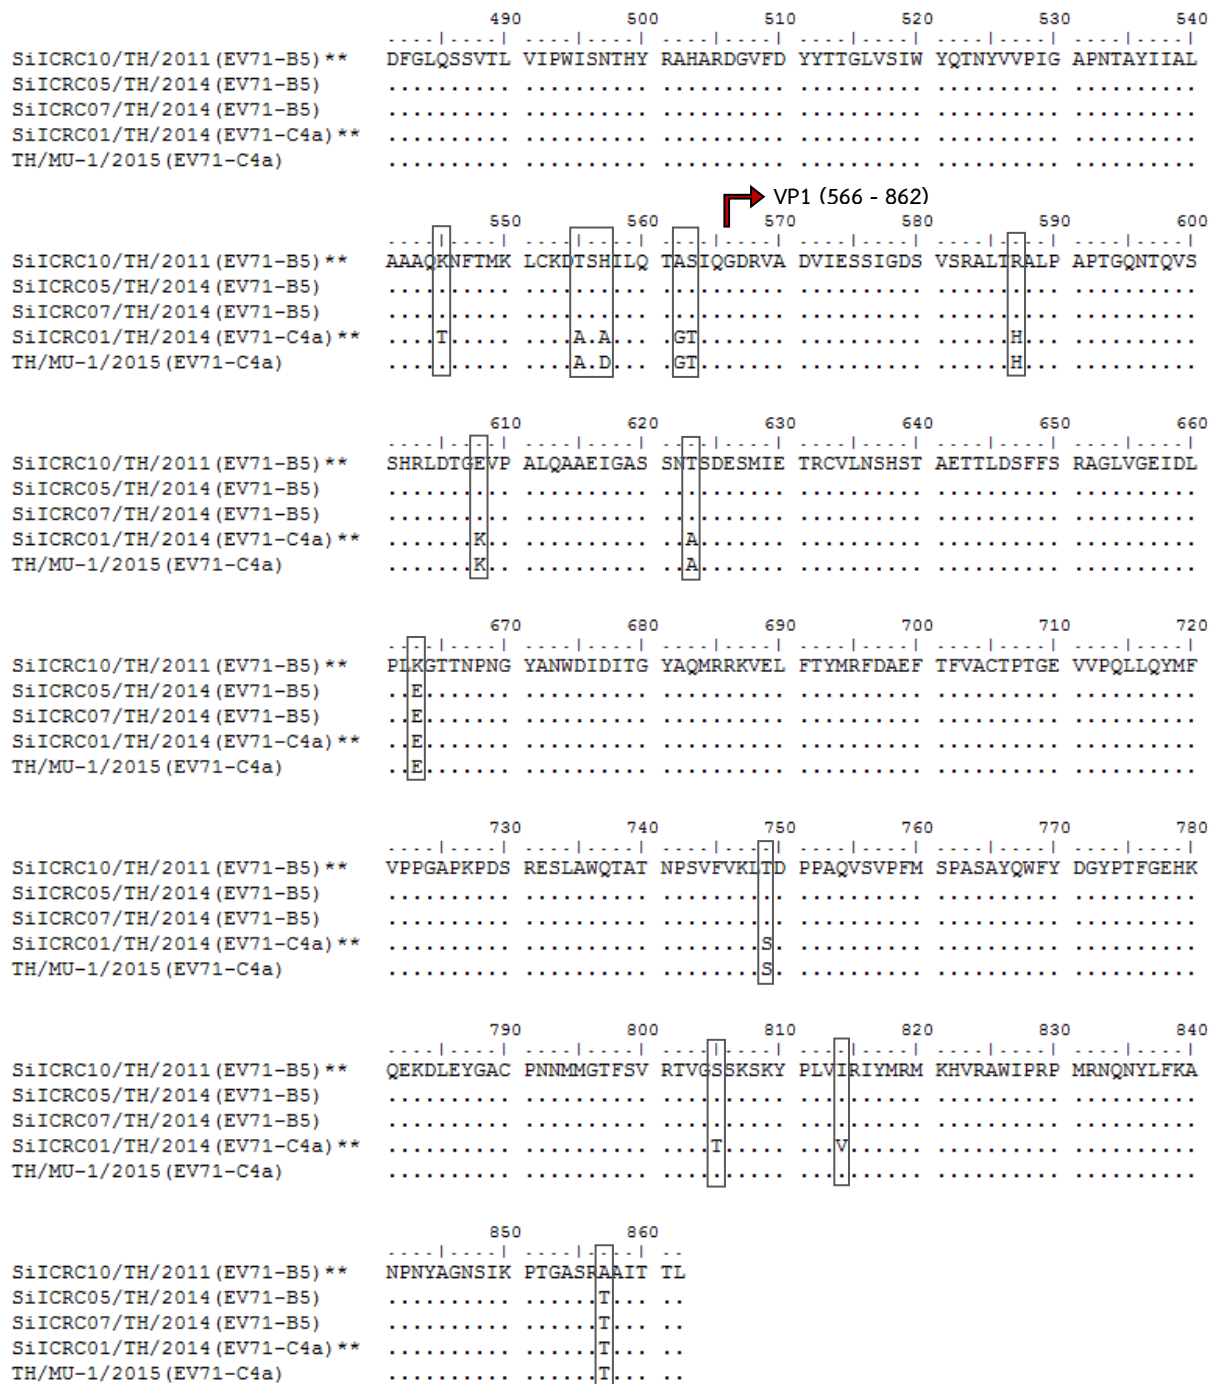 490 500 510 520 530 540
....|....| ....|....| ....|....| ....|....| ....|....| ....|....|
SiICRC10/TH/2011(EV71-B5)** DFGLQSSVTL VIPWISNTHY RAHARDGVFD YYTTGLVSIW YQTNYVVPIG APNTAYIIAL
SiICRC05/TH/2014(EV71-B5) .......... .......... .......... .......... .......... ..........
SiICRC07/TH/2014(EV71-B5) .......... .......... .......... .......... .......... ..........
SiICRC01/TH/2014(EV71-C4a)** .......... .......... .......... .......... .......... ..........
TH/MU-1/2015(EV71-C4a) .......... .......... .......... .......... .......... ..........
VP1 (566 - 862)
550 560 570 580 590 600
....|....| ....|....| ....|....| ....|....| ....|....| ....|....|
SiICRC10/TH/2011(EV71-B5)** AAAQKNFTMK LCKDTSHILQ TASIQGDRVA DVIESSIGDS VSRALTRALP APTGQNTQVS
SiICRC05/TH/2014(EV71-B5) .......... .......... .......... .......... .......... ..........
SiICRC07/TH/2014(EV71-B5) .......... .......... .......... .......... .......... ..........
SiICRC01/TH/2014(EV71-C4a)** ....T..... ....A.A... .GT....... .......... ......H... ..........
TH/MU-1/2015(EV71-C4a) .......... ....A.D... .GT....... .......... ......H... ..........
610 620 630 640 650 660
....|....| ....|....| ....|....| ....|....| ....|....| ....|....|
SiICRC10/TH/2011(EV71-B5)** SHRLDTGEVP ALQAAEIGAS SNTSDESMIE TRCVLNSHST AETTLDSFFS RAGLVGEIDL
SiICRC05/TH/2014(EV71-B5) .......... .......... .......... .......... .......... ..........
SiICRC07/TH/2014(EV71-B5) .......... .......... .......... .......... .......... ..........
SiICRC01/TH/2014(EV71-C4a)** .......K.. .......... ..A....... .......... .......... ..........
TH/MU-1/2015(EV71-C4a) .......K.. .......... ..A....... .......... .......... ..........
670 680 690 700 710 720
....|....| ....|....| ....|....| ....|....| ....|....| ....|....|
SiICRC10/TH/2011(EV71-B5)** PLKGTTNPNG YANWDIDITG YAQMRRKVEL FTYMRFDAEF TFVACTPTGE VVPQLLQYMF
SiICRC05/TH/2014(EV71-B5) ..E....... .......... .......... .......... .......... ..........
SiICRC07/TH/2014(EV71-B5) ..E....... .......... .......... .......... .......... ..........
SiICRC01/TH/2014(EV71-C4a)** ..E....... .......... .......... .......... .......... ..........
TH/MU-1/2015(EV71-C4a) ..E....... .......... .......... .......... .......... ..........
730 740 750 760 770 780
....|....| ....|....| ....|....| ....|....| ....|....| ....|....|
SiICRC10/TH/2011(EV71-B5)** VPPGAPKPDS RESLAWQTAT NPSVFVKLTD PPAQVSVPFM SPASAYQWFY DGYPTFGEHK
SiICRC05/TH/2014(EV71-B5) .......... .......... .......... .......... .......... ..........
SiICRC07/TH/2014(EV71-B5) .......... .......... .......... .......... .......... ..........
SiICRC01/TH/2014(EV71-C4a)** .......... .......... ........S. .......... .......... ..........
TH/MU-1/2015(EV71-C4a) .......... .......... ........S. .......... .......... ..........
790 800 810 820 830 840
....|....| ....|....| ....|....| ....|....| ....|....| ....|....|
SiICRC10/TH/2011(EV71-B5)** QEKDLEYGAC PNNMMGTFSV RTVGSSKSKY PLVIRIYMRM KHVRAWIPRP MRNQNYLFKA
SiICRC05/TH/2014(EV71-B5) .......... .......... .......... .......... .......... ..........
SiICRC07/TH/2014(EV71-B5) .......... .......... .......... .......... .......... ..........
SiICRC01/TH/2014(EV71-C4a)** .......... .......... .....T.... ...V...... .......... ..........
TH/MU-1/2015(EV71-C4a) .......... .......... .......... .......... .......... ..........
850 860
....|....| ....|....| ..
SiICRC10/TH/2011(EV71-B5)** NPNYAGNSIK PTGASRAAIT TL
SiICRC05/TH/2014(EV71-B5) .......... ......T... ..
SiICRC07/TH/2014(EV71-B5) .......... ......T... ..
SiICRC01/TH/2014(EV71-C4a)** .......... ......T... ..
TH/MU-1/2015(EV71-C4a) .......... ......T... ..